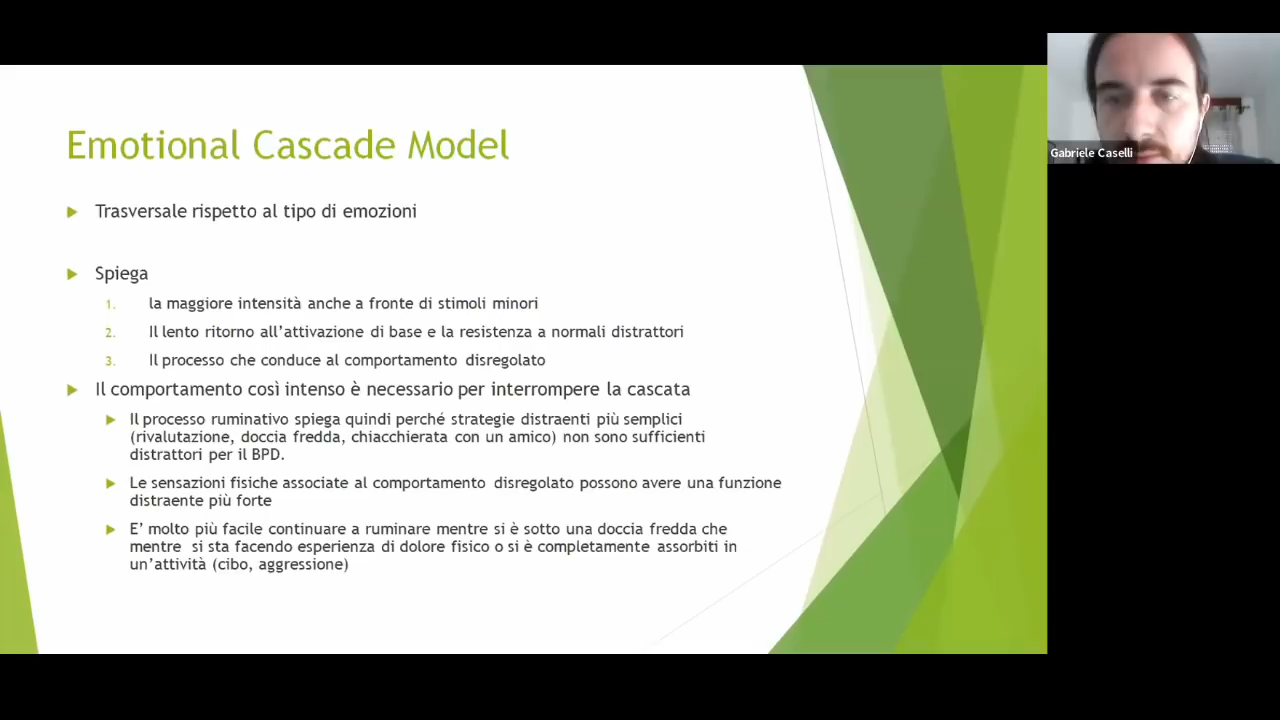 Emotional Cascade Model
Trasversale rispetto al tipo di emozioni
Spiega
1. la maggiore intensità anche a fronte di stimoli minori
2. Il lento ritorno all’attivazione di base e la resistenza a normali distrattori
3. Il processo che conduce al comportamento disregolato
Il comportamento così intenso è necessario per interrompere la cascata
Il processo ruminativo spiega quindi perché strategie distraenti più semplici
(rivalutazione, doccia fredda, chiacchierata con un amico) non sono sufficienti
distrattori per il BPD.
Le sensazioni fisiche associate al comportamento disregolato possono avere una funzione
distraente più forte
E’ molto più facile continuare a ruminare mentre si è sotto una doccia fredda che
mentre si sta facendo esperienza di dolore fisico o si è completamente assorbiti in
un’attività (cibo, aggressione)
Gabriele Caselli